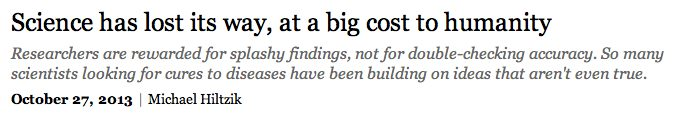 Science has lost its way, at a big cost to humanity
Researchers are rewarded for splashy findings, not for double-checking accuracy. So many
scientists looking for cures to diseases have been building on ideas that aren't even true.
October 27, 2013 | Michael Hiltzik